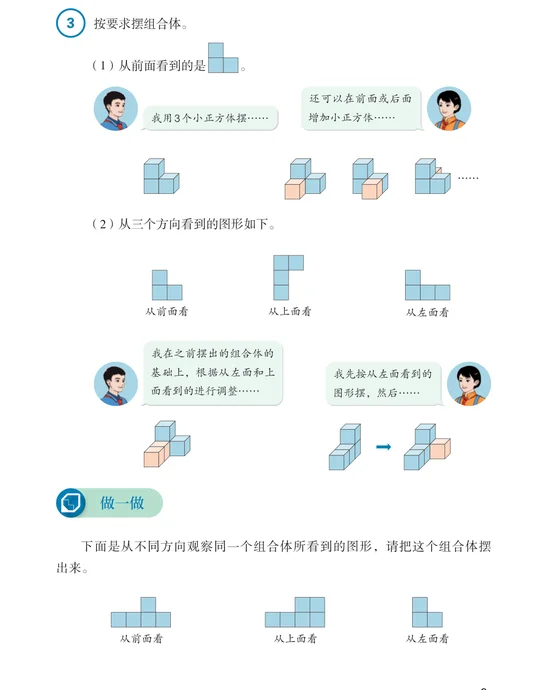 3 按要求摆组合体。
（1）从前面看到的是 。
我用3个小正方体摆……
还可以在前面或后面
增加小正方体……
……
（2）从三个方向看到的图形如下。
从前面看 从上面看 从左面看
我在之前摆出的组合体的
基础上，根据从左面和上
面看到的进行调整……
我先按从左面看到的
图形摆，然后……
做一做
下面是从不同方向观察同一个组合体所看到的图形，请把这个组合体摆
出来。
从前面看 从上面看 从左面看